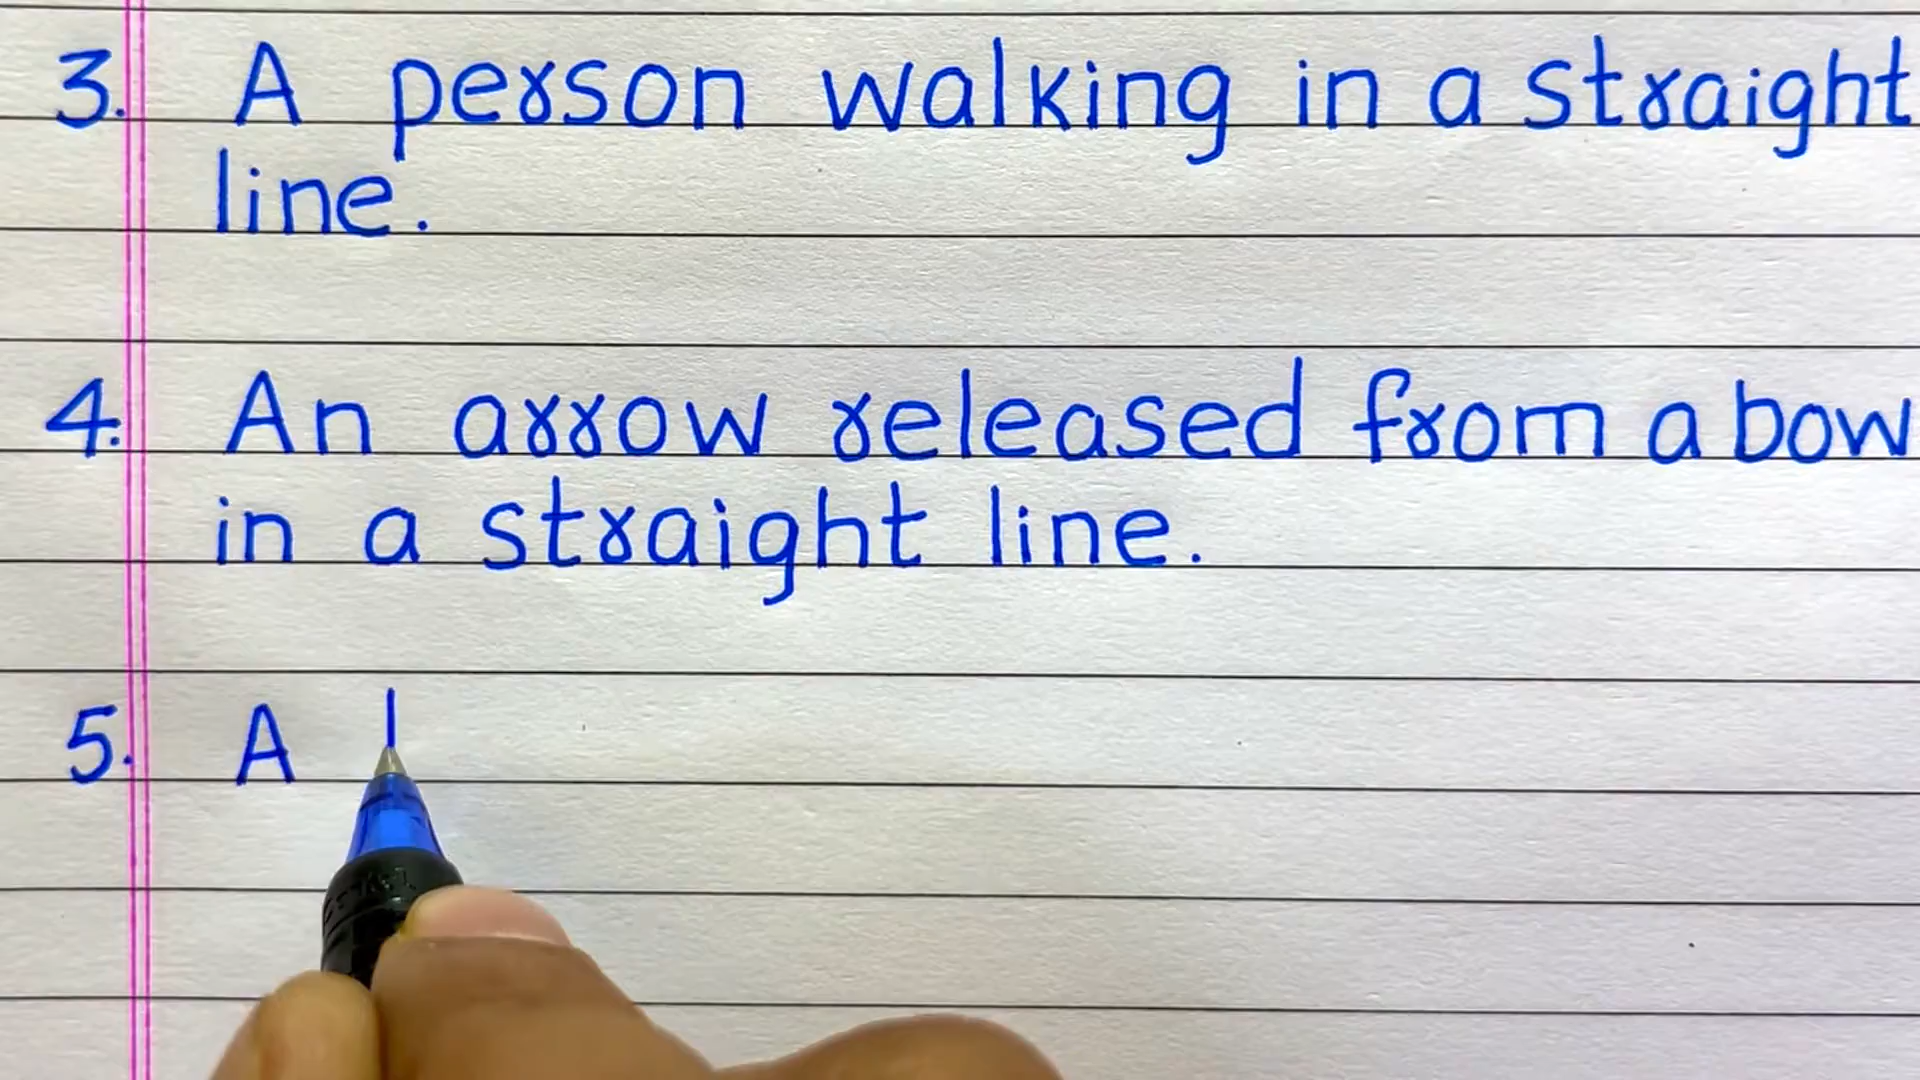 3. A person walking in a straight
line.
4. An arrow released from a bow
in a straight line.
5. A